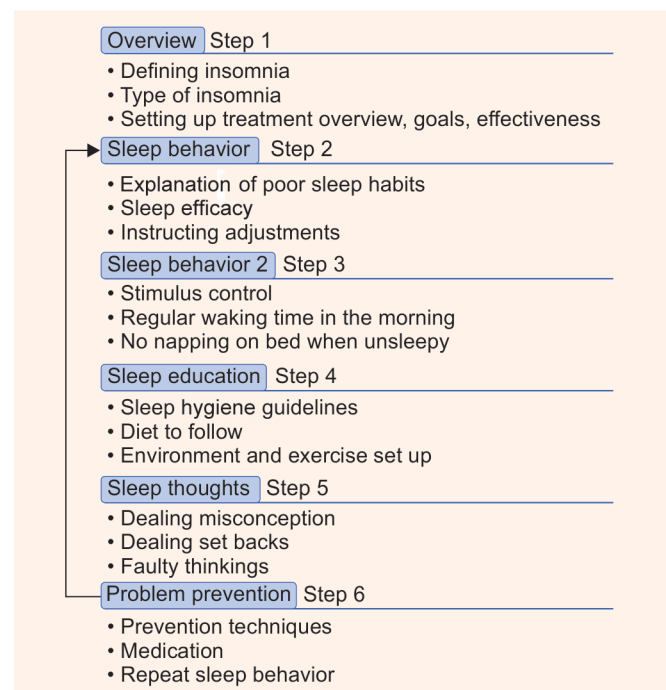 Overview Step 1
• Defining insomnia
• Type of insomnia
• Setting up treatment overview, goals, effectiveness
Sleep behavior Step 2
• Explanation of poor sleep habits
• Sleep efficacy
• Instructing adjustments
Sleep behavior 2 Step 3
• Stimulus control
• Regular waking time in the morning
• No napping on bed when unsleepy
Sleep education Step 4
• Sleep hygiene guidelines
• Diet to follow
• Environment and exercise set up
Sleep thoughts Step 5
• Dealing misconception
• Dealing set backs
• Faulty thinkings
Problem prevention Step 6
• Prevention techniques
• Medication
• Repeat sleep behavior